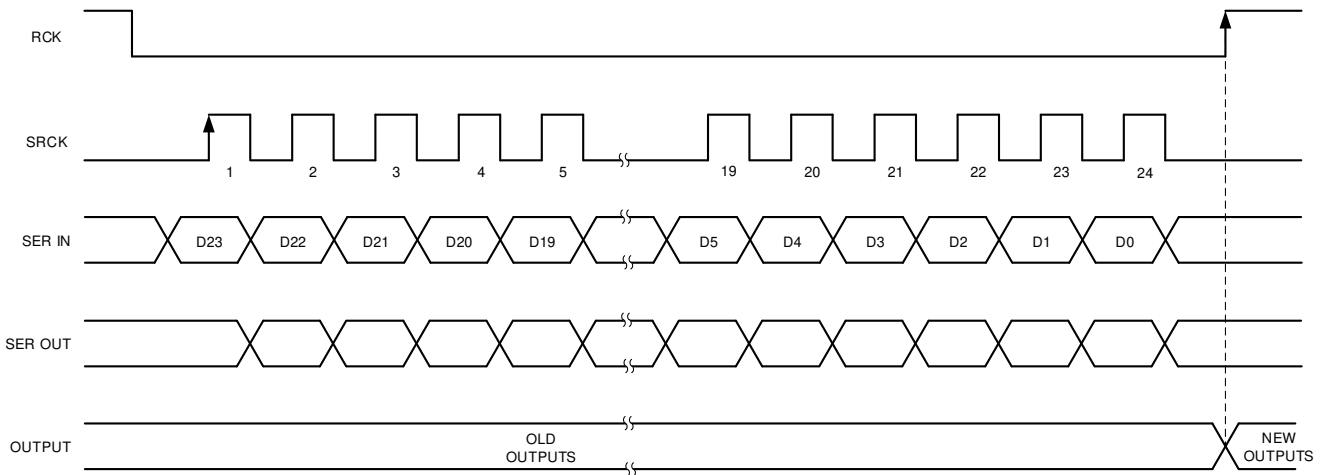 RCK
SRCK
1 2 3 4 5 19 20 21 22 23 24
SER IN
D23 D22 D21 D20 D19 D5 D4 D3 D2 D1 D0
SER OUT
OUTPUT
OLD
OUTPUTS
NEW
OUTPUTS